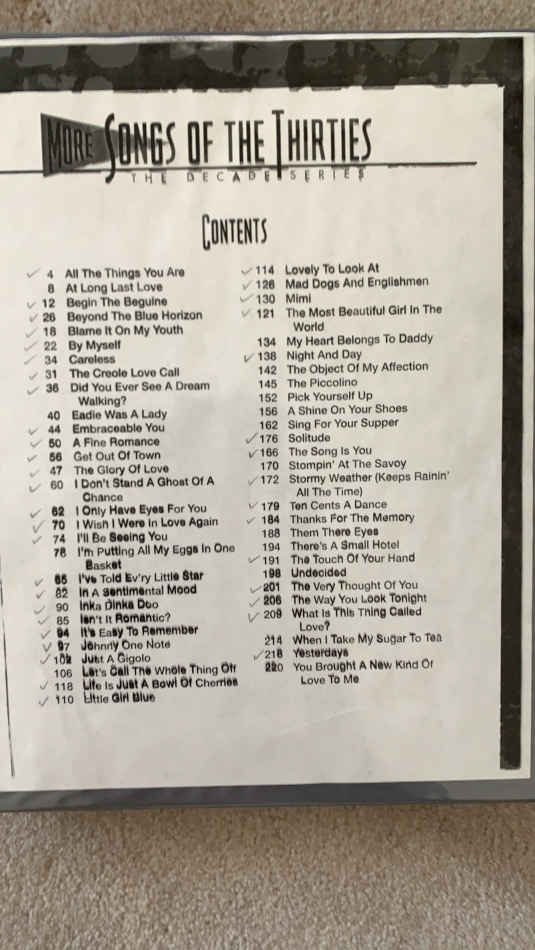 MORE SONGS OF THE THIRTIES
THE DECADE SERIES
CONTENTS
4 All The Things You Are
8 At Long Last Love
12 Begin The Beguine
26 Beyond The Blue Horizon
18 Blame It On My Youth
22 By Myself
34 Careless
31 The Creole Love Call
36 Did You Ever See A Dream
Walking?
40 Eadie Was A Lady
44 Embraceable You
50 A Fine Romance
56 Get Out Of Town
47 The Glory Of Love
60 I Don't Stand A Ghost Of A
Chance
62 I Only Have Eyes For You
70 I Wish I Were In Love Again
74 I'll Be Seeing You
78 I'm Putting All My Eggs In One
Basket
65 I've Told Ev'ry Little Star
82 In A Sentimental Mood
90 Inka Dinka Doo
85 Isn't It Romantic?
94 It's Easy To Remember
97 Johnny One Note
102 Just A Gigolo
106 Let's Call The Whole Thing Off
118 Life Is Just A Bowl Of Cherries
110 Little Girl Blue
114 Lovely To Look At
126 Mad Dogs And Englishmen
130 Mimi
121 The Most Beautiful Girl In The
World
134 My Heart Belongs To Daddy
138 Night And Day
142 The Object Of My Affection
145 The Piccolino
152 Pick Yourself Up
156 A Shine On Your Shoes
162 Sing For Your Supper
176 Solitude
166 The Song Is You
170 Stompin' At The Savoy
172 Stormy Weather (Keeps Rainin'
All The Time)
179 Ten Cents A Dance
184 Thanks For The Memory
188 Them There Eyes
194 There's A Small Hotel
191 The Touch Of Your Hand
198 Undecided
201 The Very Thought Of You
206 The Way You Look Tonight
209 What Is This Thing Called
Love?
214 When I Take My Sugar To Tea
218 Yesterdays
220 You Brought A New Kind Of
Love To Me